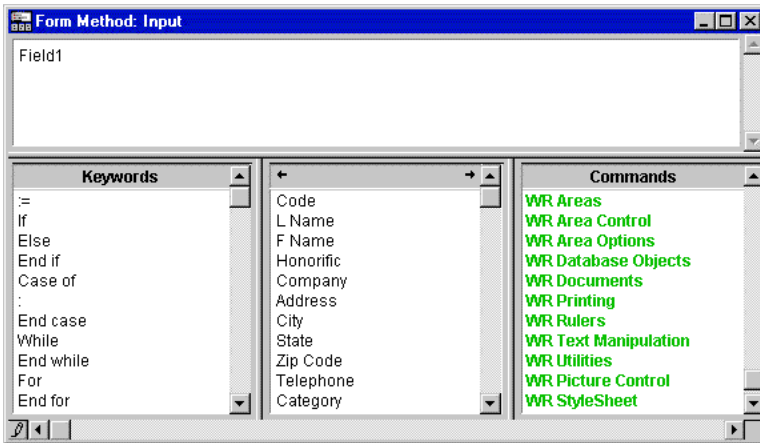 Form Method: Input
Field1
Keywords
:=
If
Else
End if
Case of
:
End case
While
End while
For
End for
Code
L Name
F Name
Honorific
Company
Address
City
State
Zip Code
Telephone
Category
Commands
WR Areas
WR Area Control
WR Area Options
WR Database Objects
WR Documents
WR Printing
WR Rulers
WR Text Manipulation
WR Utilities
WR Picture Control
WR StyleSheet